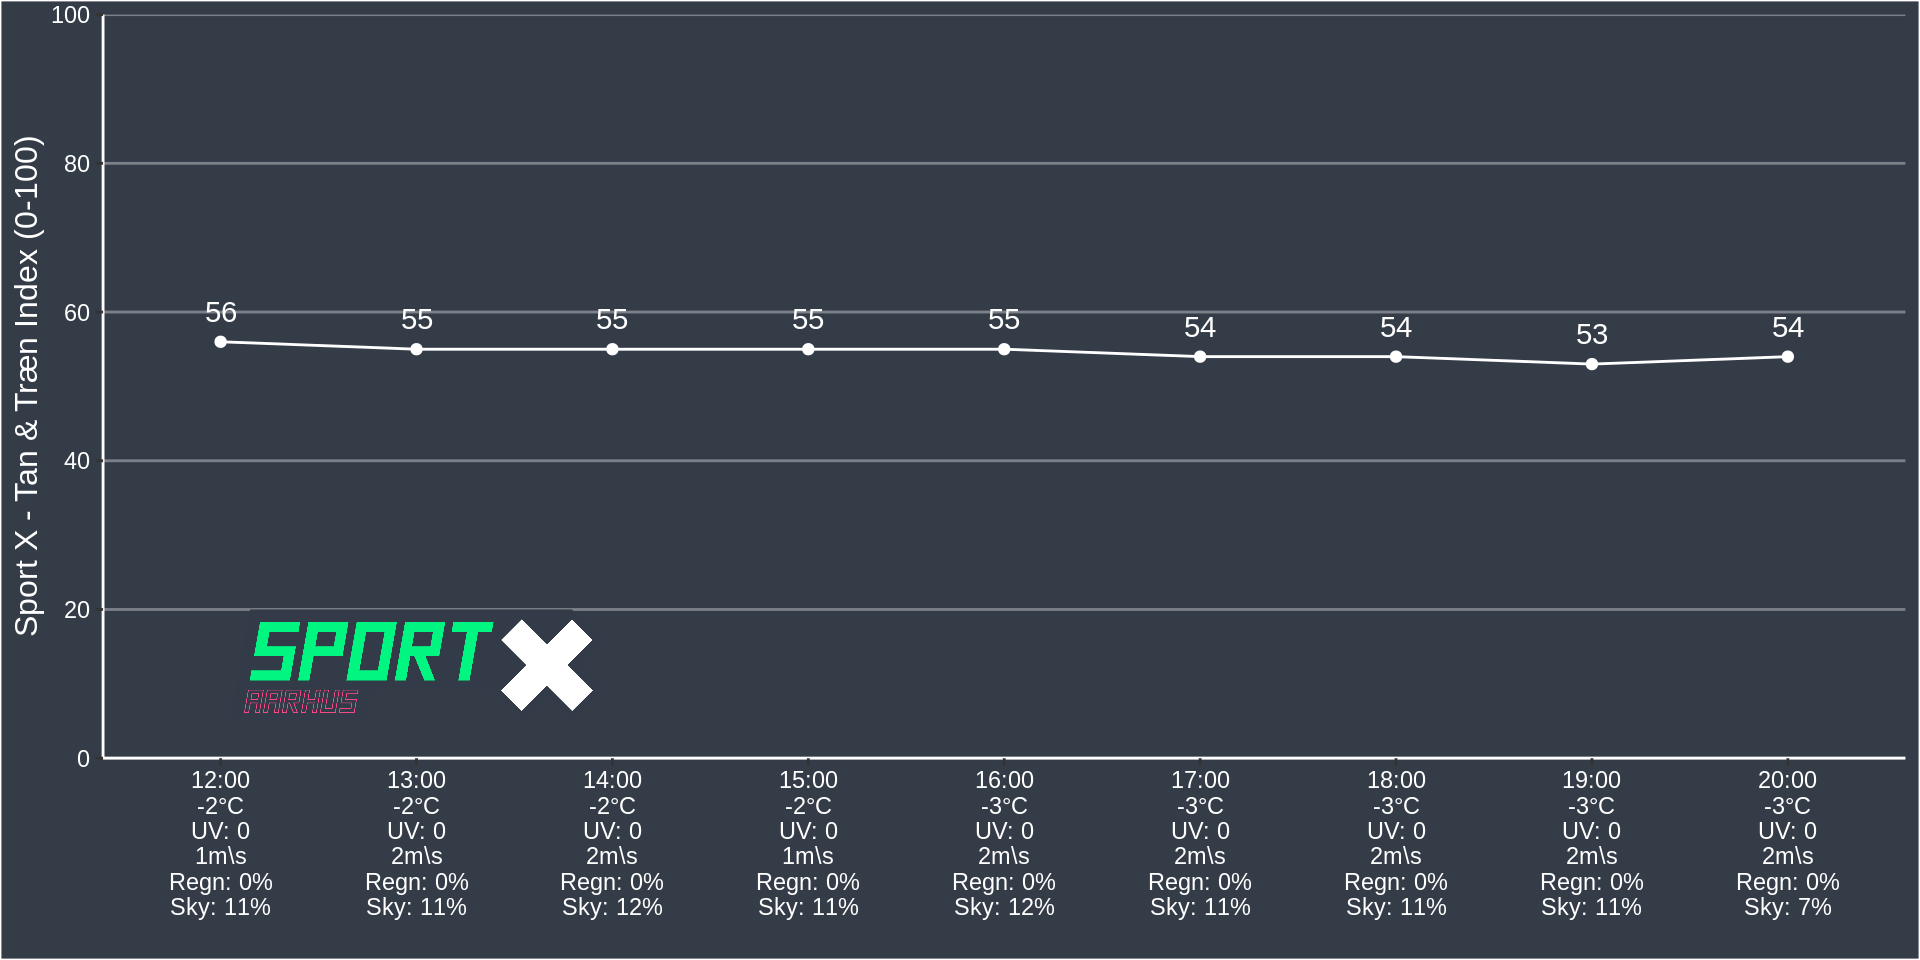 Sport X - Tan & Træn Index (0-100)
100
80
60
40
20
0
56 55 55 55 55 54 54 53 54
SPORT X
AARHUS
12:00 13:00 14:00 15:00 16:00 17:00 18:00 19:00 20:00
-2°C -2°C -2°C -2°C -3°C -3°C -3°C -3°C -3°C
UV: 0 UV: 0 UV: 0 UV: 0 UV: 0 UV: 0 UV: 0 UV: 0 UV: 0
1m\s 2m\s 2m\s 1m\s 2m\s 2m\s 2m\s 2m\s 2m\s
Regn: 0% Regn: 0% Regn: 0% Regn: 0% Regn: 0% Regn: 0% Regn: 0% Regn: 0% Regn: 0%
Sky: 11% Sky: 11% Sky: 12% Sky: 11% Sky: 12% Sky: 11% Sky: 11% Sky: 11% Sky: 7%